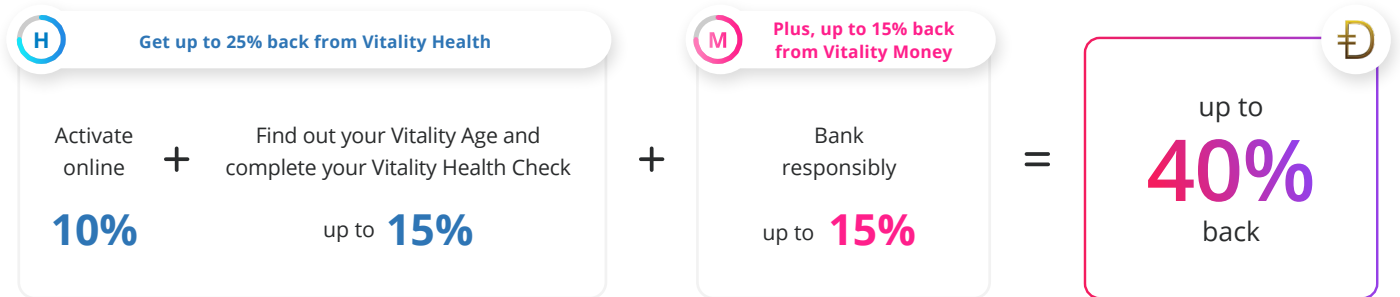 H
Get up to 25% back from Vitality Health
Activate
online
10%
+
Find out your Vitality Age and
complete your Vitality Health Check
up to 15%
+
M
Plus, up to 15% back
from Vitality Money
Bank
responsibly
up to 15%
=
D
up to
40%
back